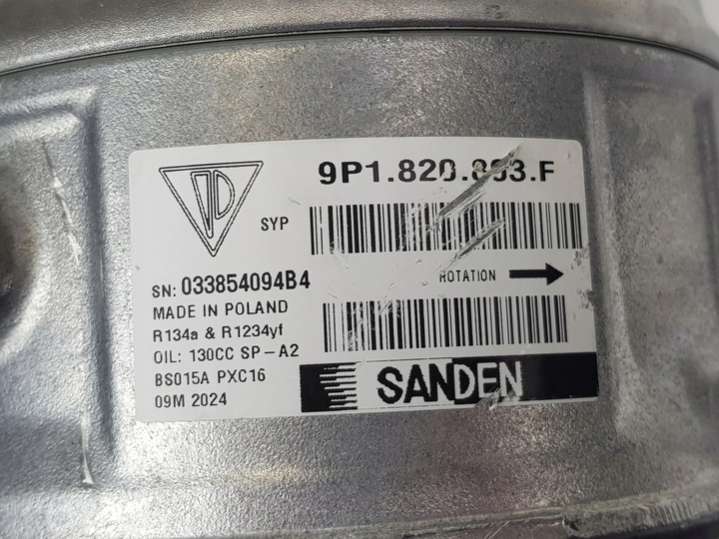 9P1.820.803.F
SYP
SN: 033854094B4
ROTATION
MADE IN POLAND
R134a & R1234yf
OIL: 130CC SP-A2
BS015A PXC16
09M 2024
SANDEN